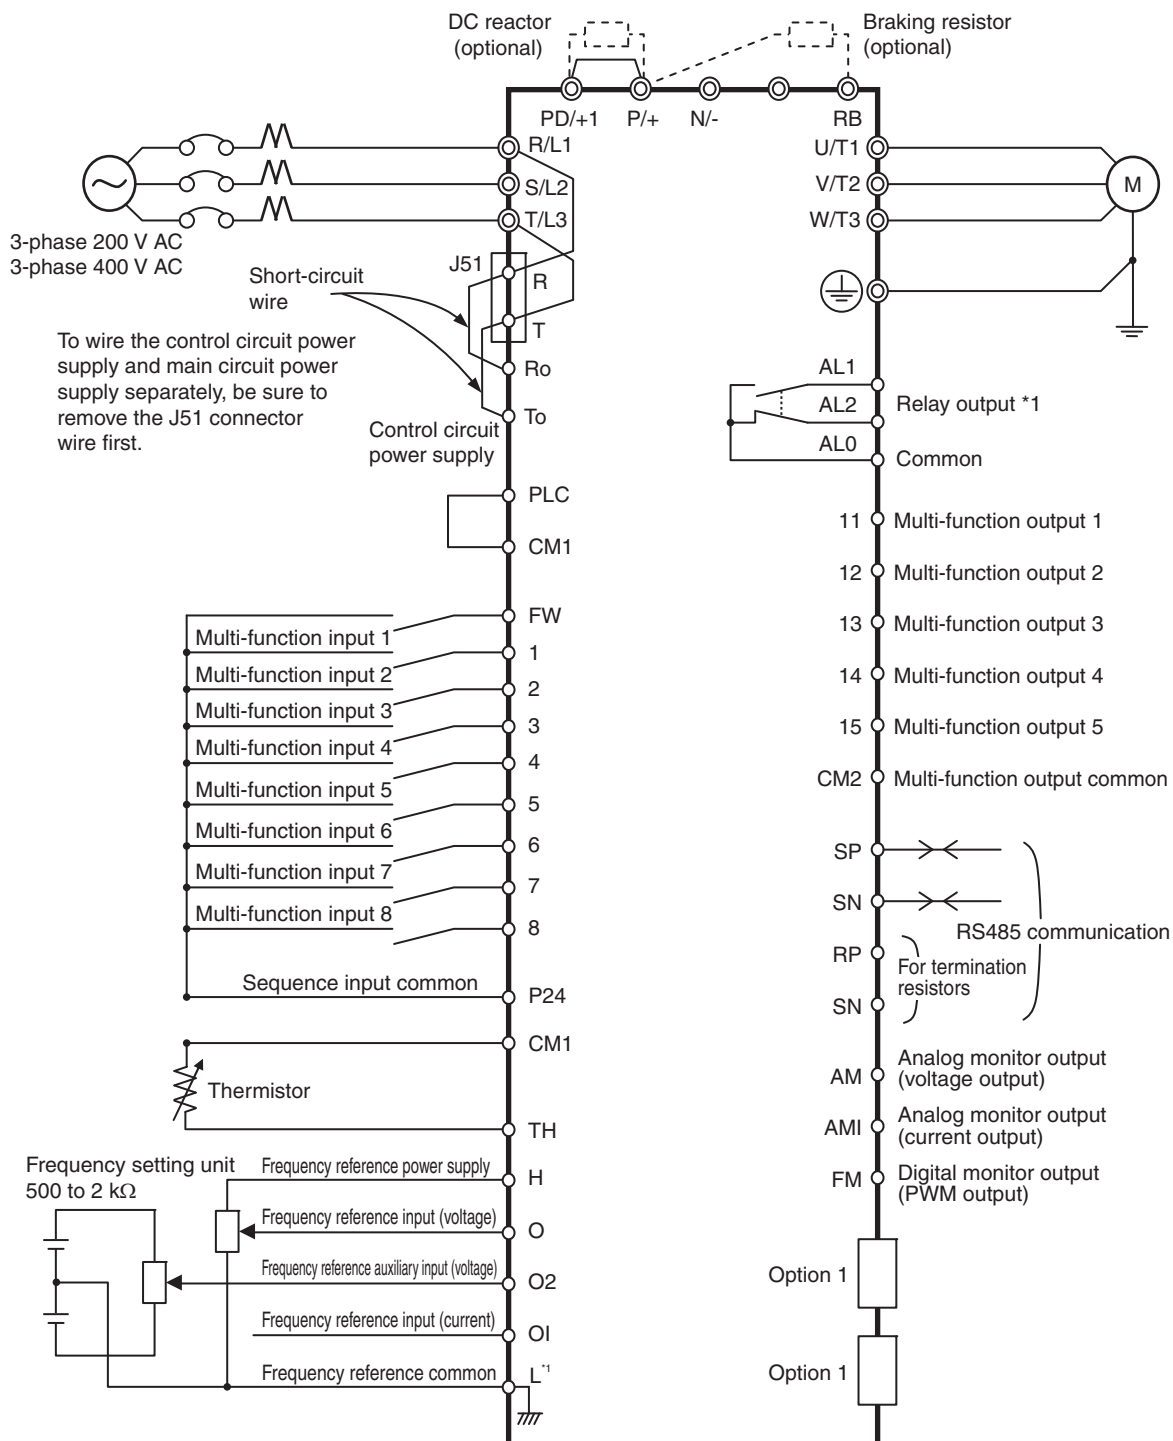 DC reactor
(optional)
Braking resistor
(optional)
PD/+1
P/+
N/-
RB
R/L1
S/L2
T/L3
U/T1
V/T2
W/T3
M
3-phase 200 V AC
3-phase 400 V AC
J51
R
T
Short-circuit
wire
To wire the control circuit power
supply and main circuit power
supply separately, be sure to
remove the J51 connector
wire first.
Ro
To
Control circuit
power supply
AL1
AL2
Relay output *1
AL0
Common
PLC
CM1
11
Multi-function output 1
12
Multi-function output 2
13
Multi-function output 3
14
Multi-function output 4
15
Multi-function output 5
CM2
Multi-function output common
FW
Multi-function input 1
1
Multi-function input 2
2
Multi-function input 3
3
Multi-function input 4
4
Multi-function input 5
5
Multi-function input 6
6
Multi-function input 7
7
Multi-function input 8
8
Sequence input common
P24
CM1
Thermistor
TH
SP
SN
RS485 communication
RP
For termination
resistors
SN
AM
Analog monitor output
(voltage output)
AMI
Analog monitor output
(current output)
FM
Digital monitor output
(PWM output)
Frequency setting unit
500 to 2 kΩ
Frequency reference power supply
H
Frequency reference input (voltage)
O
Frequency reference auxiliary input (voltage)
O2
Frequency reference input (current)
OI
Frequency reference common
L*1
Option 1
Option 1